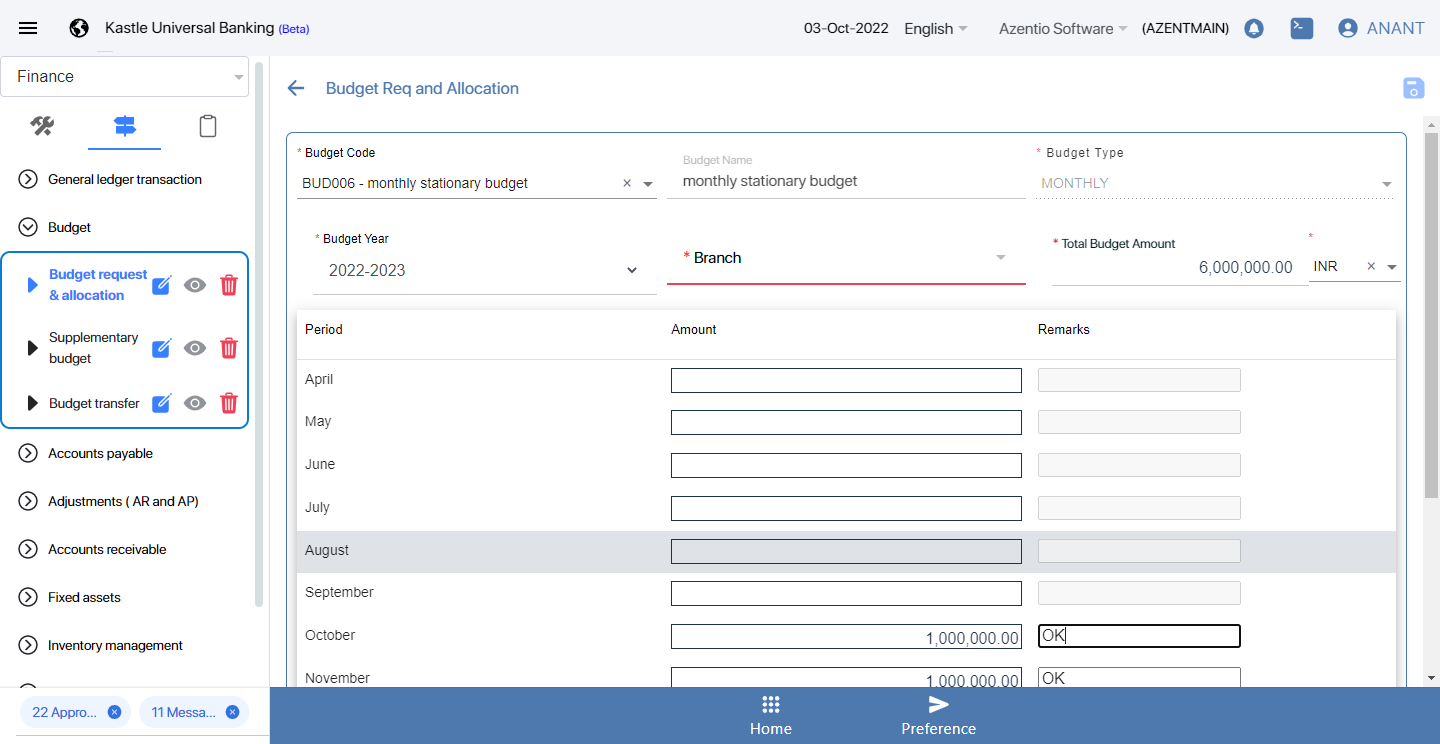 Kastle Universal Banking (Beta)
03-Oct-2022
English
Azentio Software
(AZENTMAIN)
ANANT
Finance
General ledger transaction
Budget
Budget request
& allocation
Supplementary
budget
Budget transfer
Accounts payable
Adjustments ( AR and AP)
Accounts receivable
Fixed assets
Inventory management
22 Appro...
11 Messa...
Budget Req and Allocation
* Budget Code
BUD006 - monthly stationary budget
Budget Name
monthly stationary budget
* Budget Type
MONTHLY
* Budget Year
2022-2023
* Branch
* Total Budget Amount
6,000,000.00
*
INR
Period Amount Remarks
April
May
June
July
August
September
October 1,000,000.00 OK
November 1,000,000.00 OK
Home
Preference